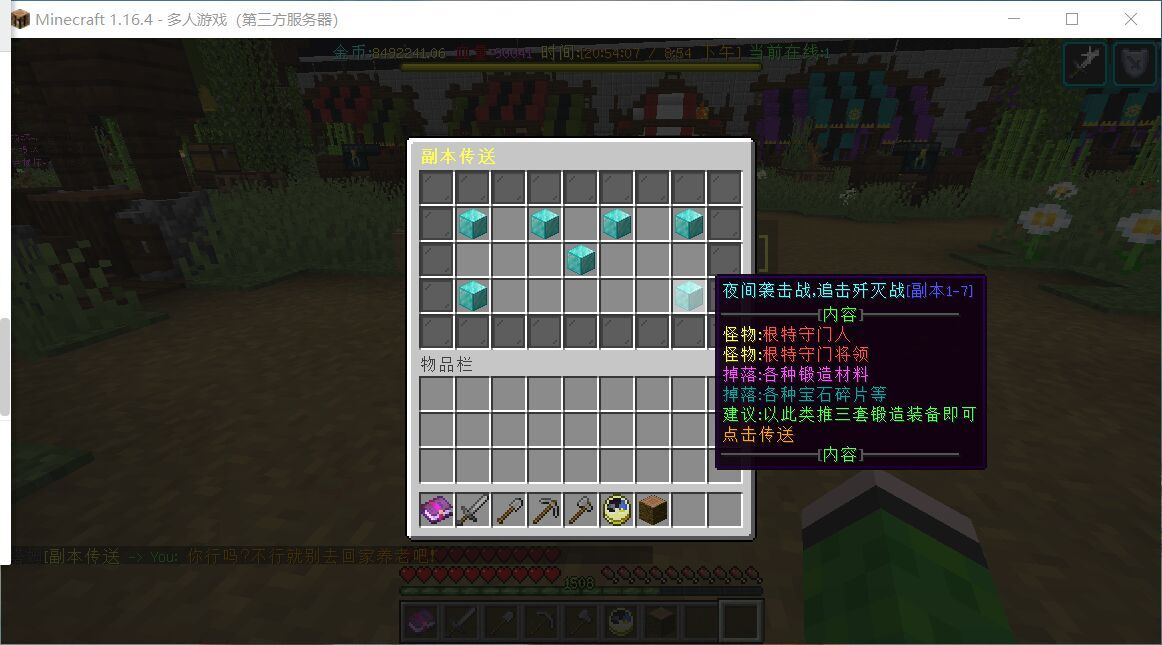 Minecraft 1.16.4 - 多人游戏（第三方服务器）
金币:8492241.06 时间:[20:54:07 / 8:54 下午] 当前在线:1
副本传送
夜间袭击战,追击歼灭战[副本1-7]
[内容]
怪物:根特守门人
怪物:根特守门将领
掉落:各种锻造材料
掉落:各种宝石碎片等
建议:以此类推三套锻造装备即可
点击传送
[内容]
物品栏
[副本传送 -> You: 你行吗?不行就别去回家养老吧!
1508